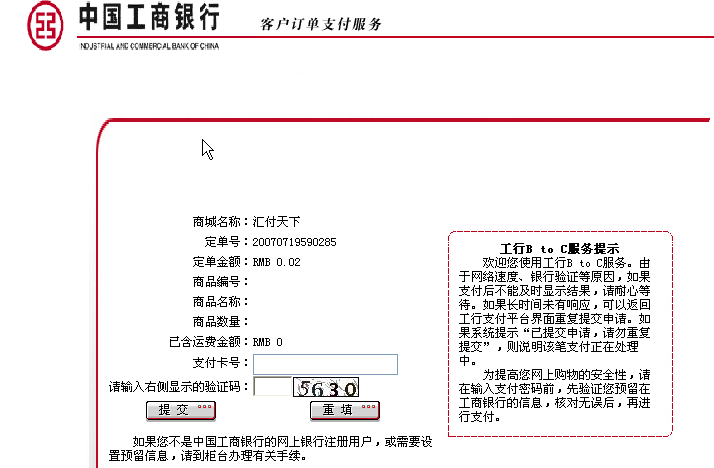 中国工商银行
客户订单支付服务
INDUSTRIAL AND COMMERCIAL BANK OF CHINA
商城名称：汇付天下
定单号：20070719590285
定单金额：RMB 0.02
商品编号：
商品名称：
商品数量：
已含运费金额：RMB 0
支付卡号：
请输入右侧显示的验证码：5630
提 交
重 填
如果您不是中国工商银行的网上银行注册用户，或需要设
置预留信息，请到柜台办理有关手续。
工行B to C服务提示
欢迎您使用工行B to C服务。由
于网络速度、银行验证等原因，如果
支付后不能及时显示结果，请耐心等
待。如果长时间未有响应，可以返回
工行支付平台界面重复提交申请。如
果系统提示“已提交申请，请勿重复
提交”，则说明该笔支付正在处理
中。
为提高您网上购物的安全性，请
在输入支付密码前，先验证您预留在
工商银行的信息，核对无误后，再进
行支付。